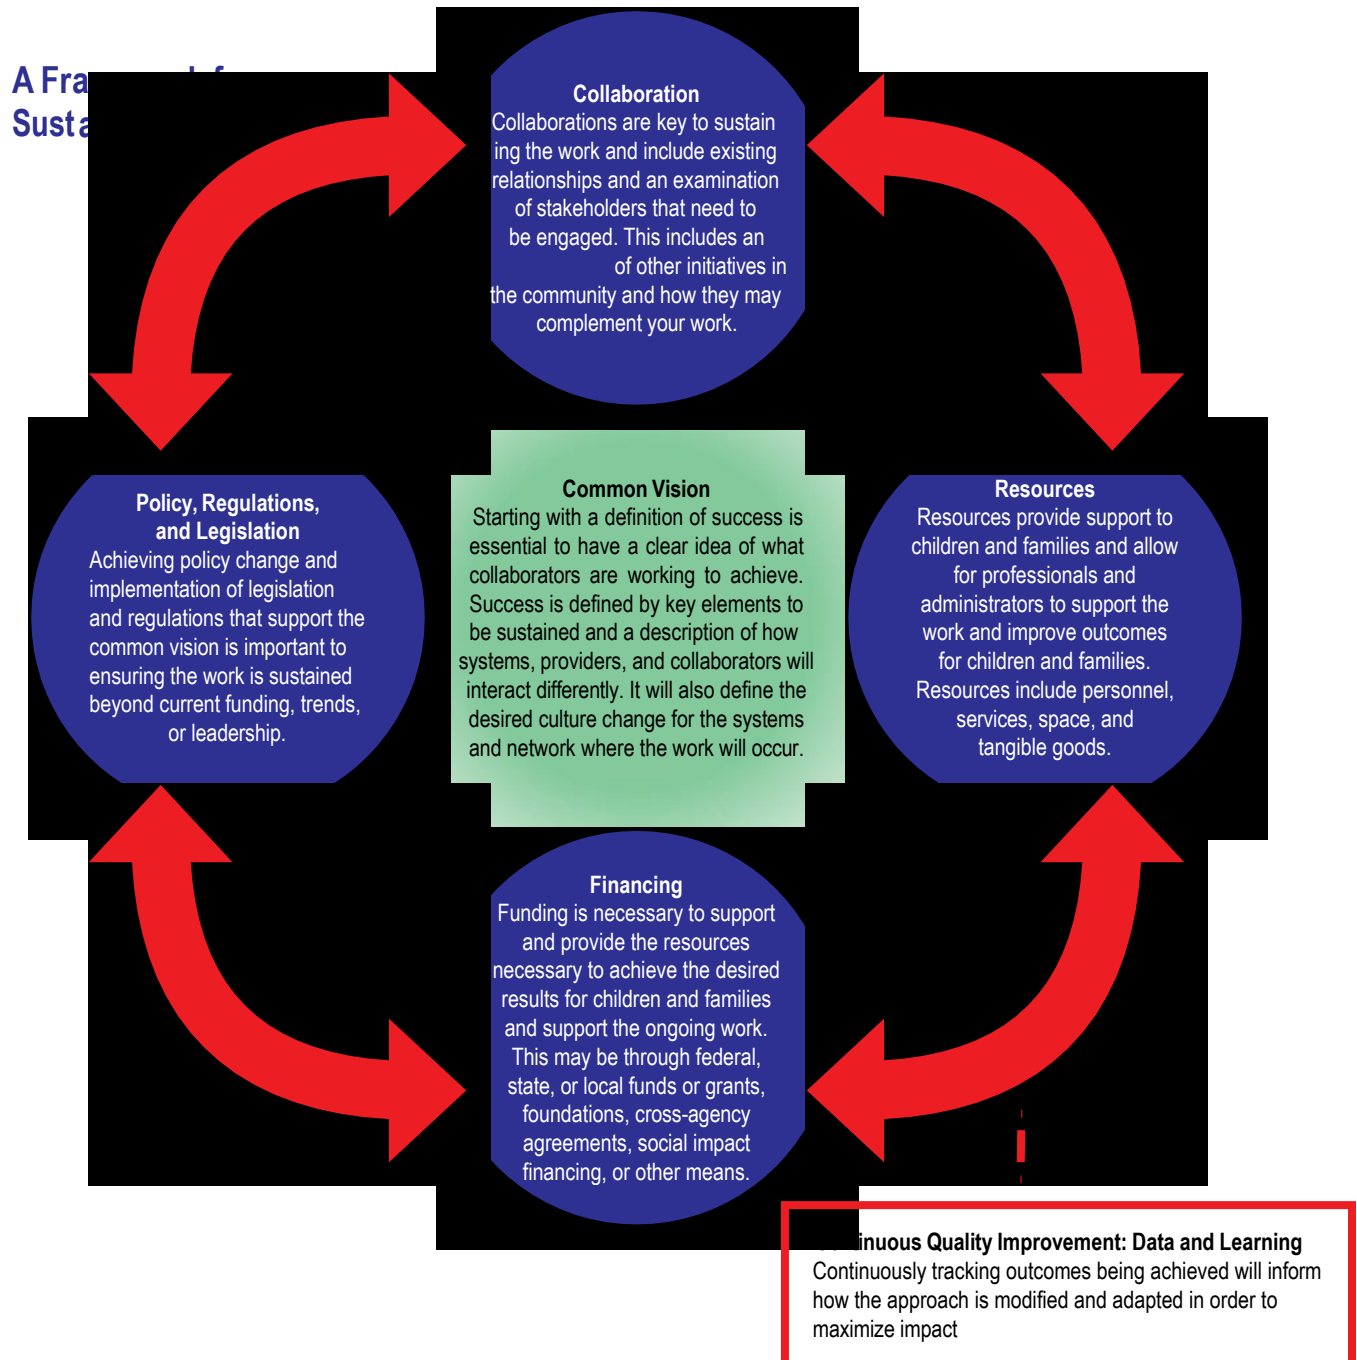 A Fra
Susta
Collaboration
Collaborations are key to sustain
ing the work and include existing
relationships and an examination
of stakeholders that need to
be engaged. This includes an
of other initiatives in
the community and how they may
complement your work.
Policy, Regulations,
and Legislation
Achieving policy change and
implementation of legislation
and regulations that support the
common vision is important to
ensuring the work is sustained
beyond current funding, trends,
or leadership.
Common Vision
Starting with a definition of success is
essential to have a clear idea of what
collaborators are working to achieve.
Success is defined by key elements to
be sustained and a description of how
systems, providers, and collaborators will
interact differently. It will also define the
desired culture change for the systems
and network where the work will occur.
Resources
Resources provide support to
children and families and allow
for professionals and
administrators to support the
work and improve outcomes
for children and families.
Resources include personnel,
services, space, and
tangible goods.
Financing
Funding is necessary to support
and provide the resources
necessary to achieve the desired
results for children and families
and support the ongoing work.
This may be through federal,
state, or local funds or grants,
foundations, cross-agency
agreements, social impact
financing, or other means.
inuous Quality Improvement: Data and Learning
Continuously tracking outcomes being achieved will inform
how the approach is modified and adapted in order to
maximize impact